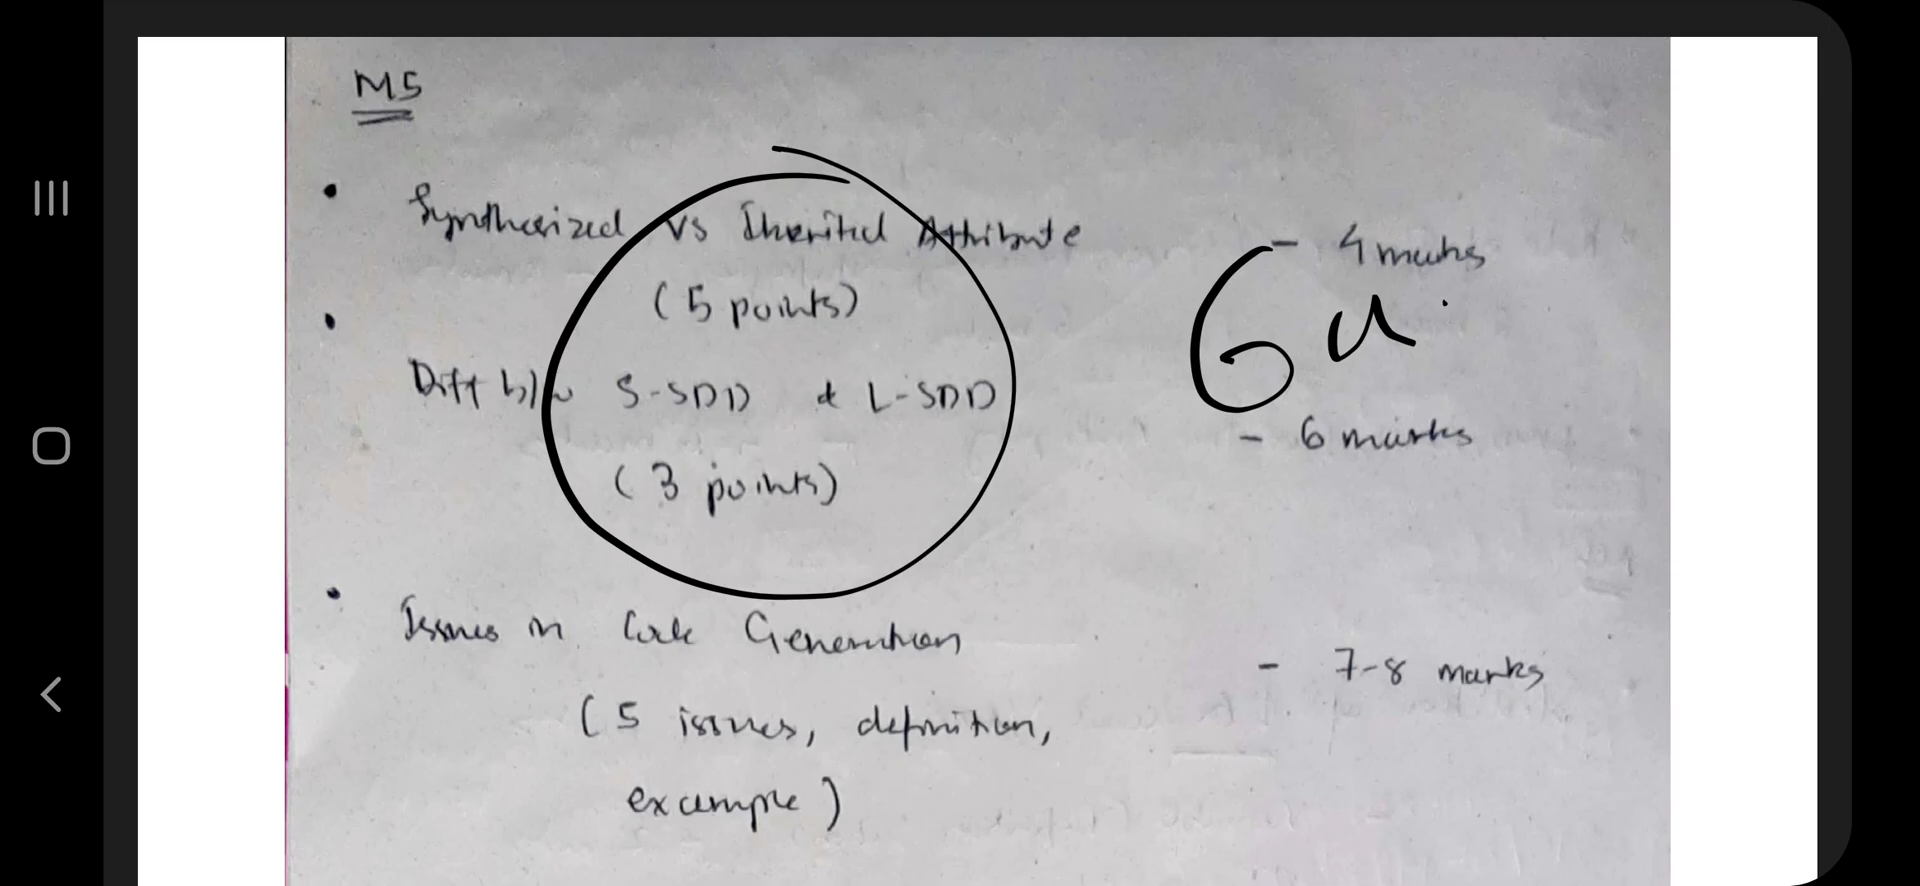 M5
• Synthesized vs Inherited Attribute - 4 marks
(5 points)
6
• Diff b/w S-SDD & L-SDD - 6 marks
(3 points)
• Issues in Code Generation - 7-8 marks
(5 issues, definition,
example)